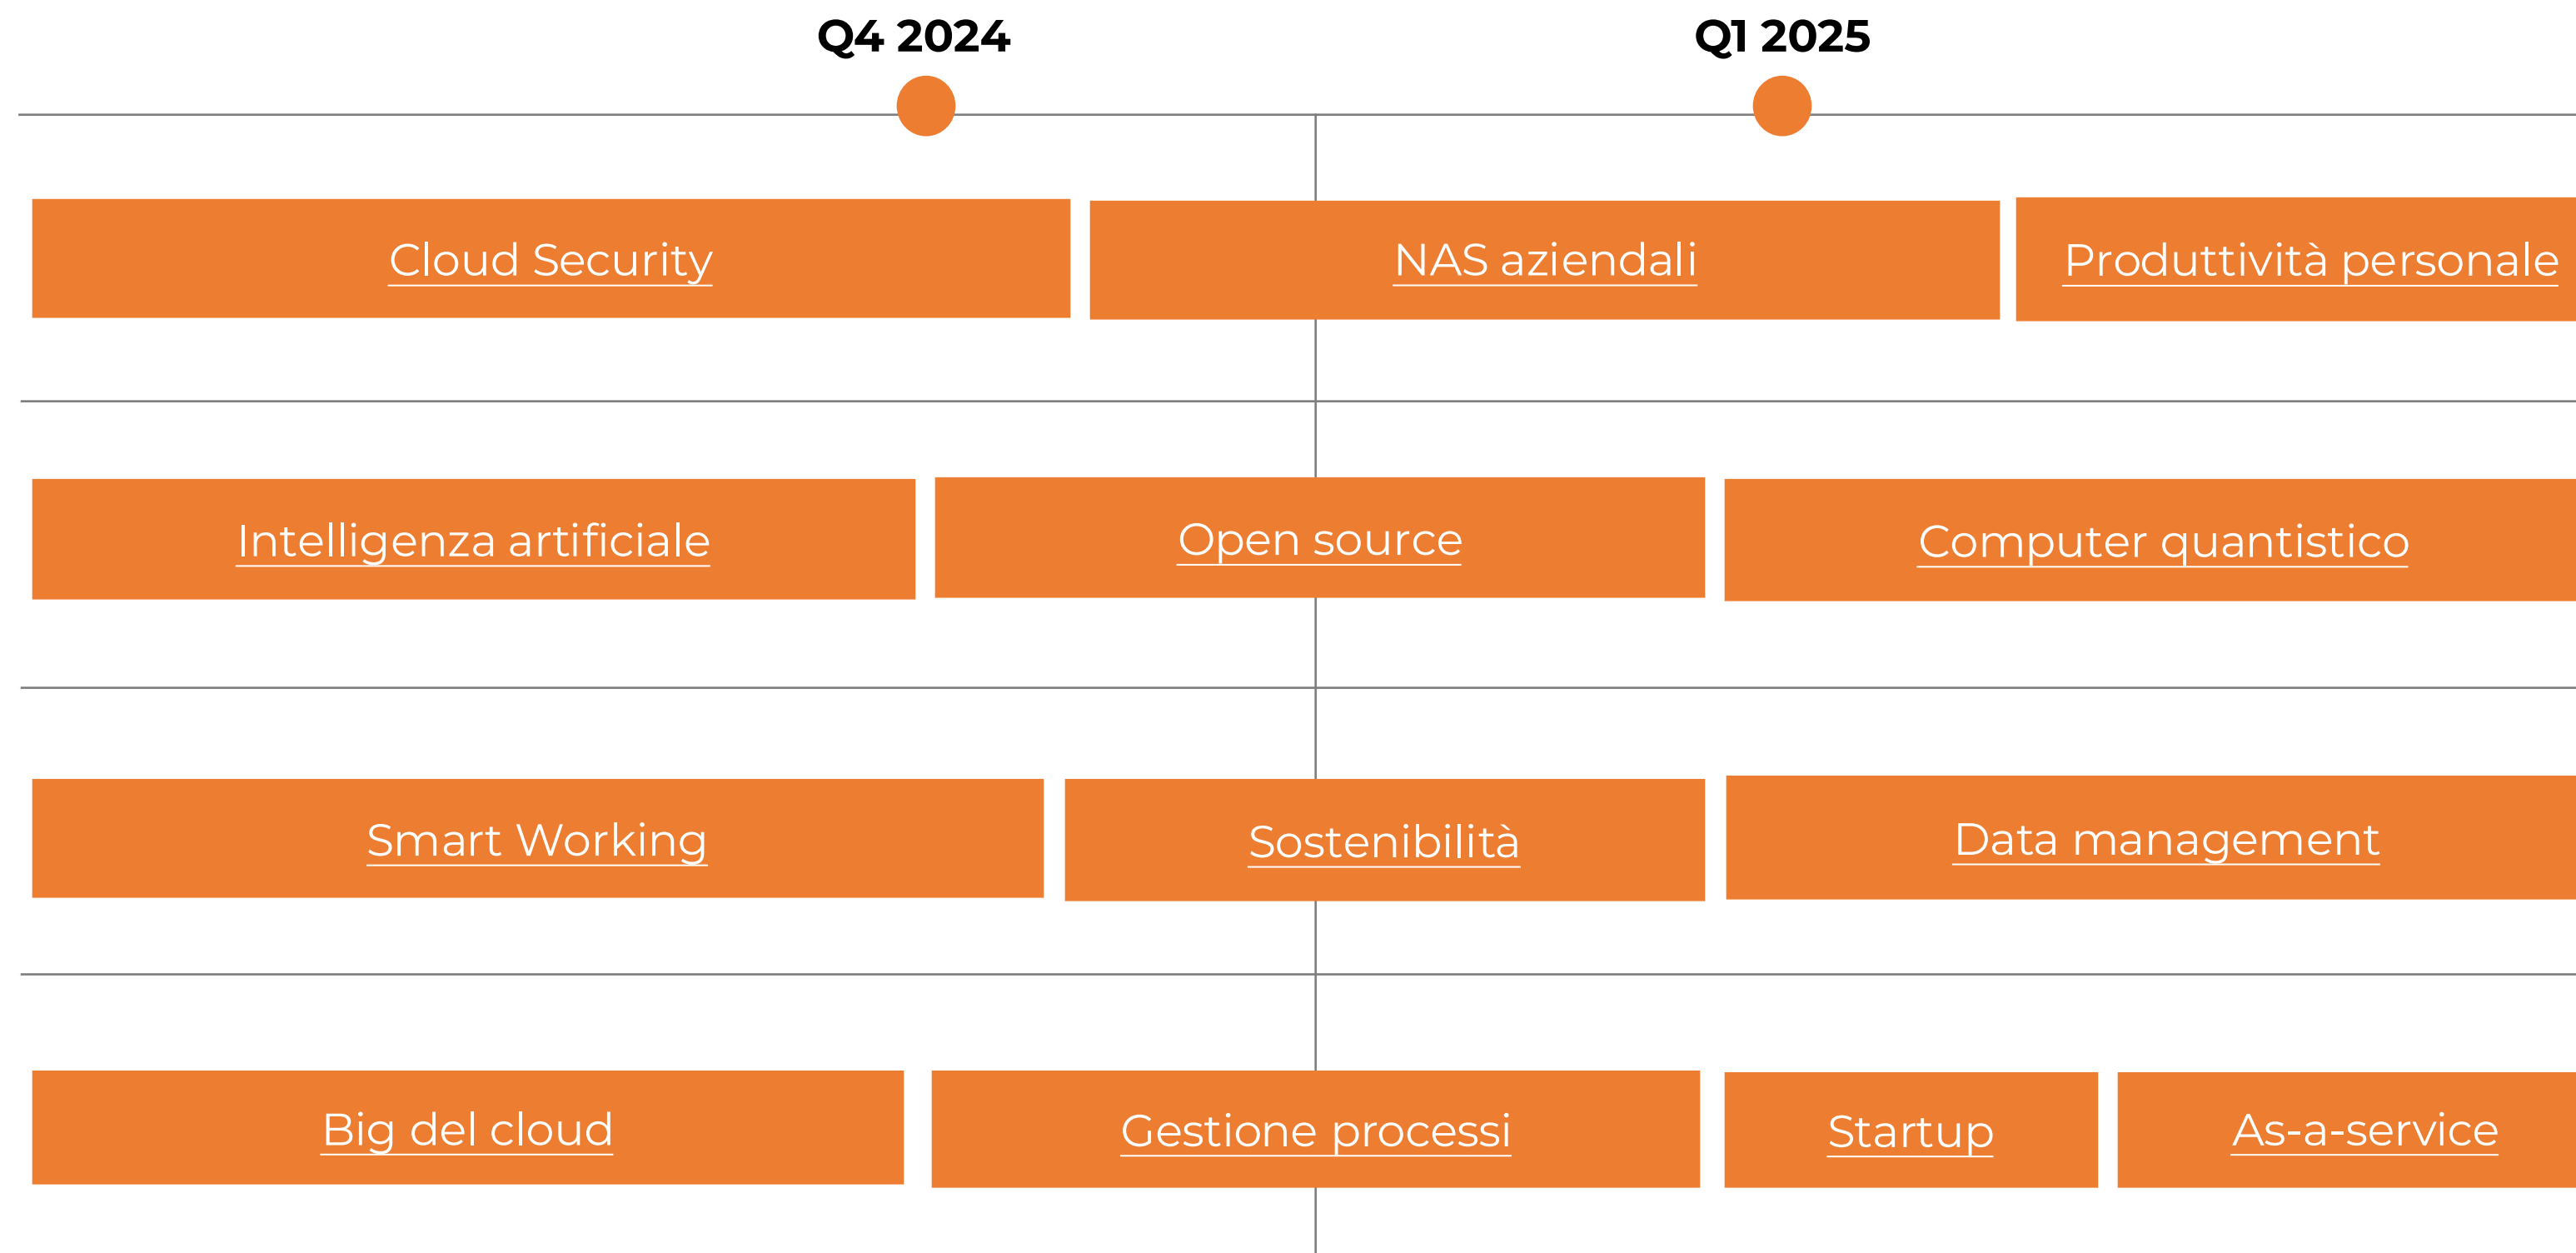 Q4 2024
Q1 2025
Cloud Security
NAS aziendali
Produttività personale
Intelligenza artificiale
Open source
Computer quantistico
Smart Working
Sostenibilità
Data management
Big del cloud
Gestione processi
Startup
As-a-service